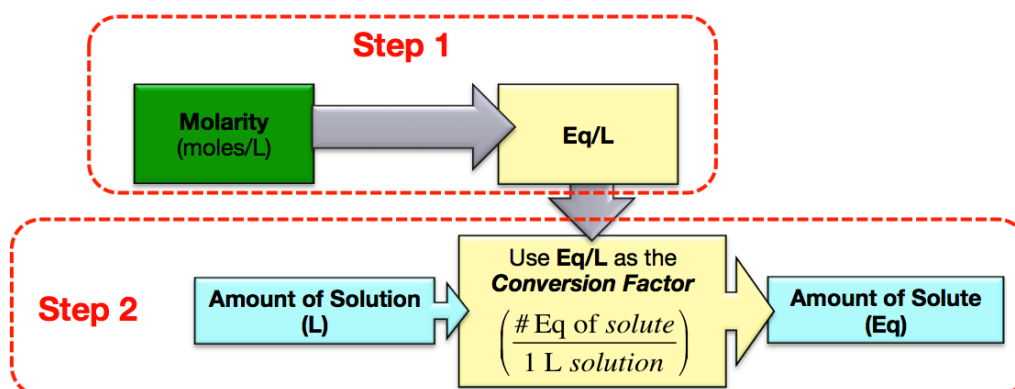 Step 1
Molarity
(moles/L)
Eq/L
Step 2
Amount of Solution
(L)
Use Eq/L as the
Conversion Factor
(# Eq of solute / 1 L solution)
Amount of Solute
(Eq)